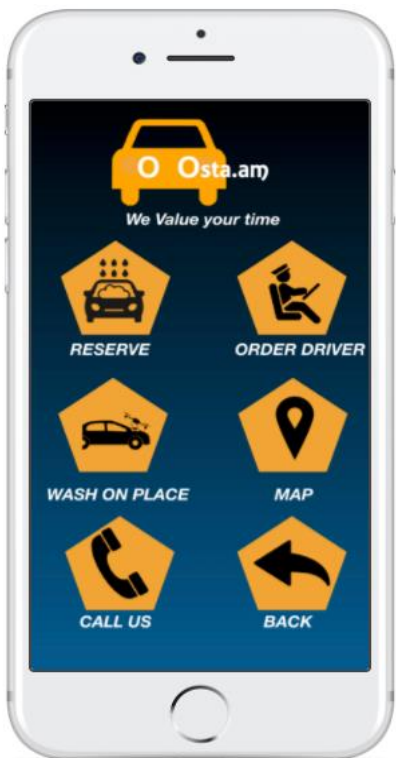 O Osta.am
We Value your time
RESERVE
ORDER DRIVER
WASH ON PLACE
MAP
CALL US
BACK